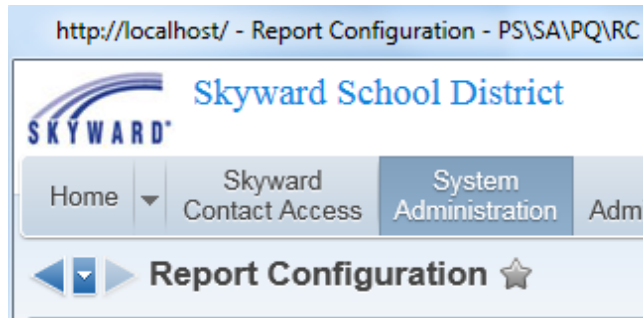 http://localhost/ - Report Configuration - PS\SA\PQ\RC
Skyward School District
SKYWARD®
Home
Skyward
Contact Access
System
Administration
Adm
Report Configuration